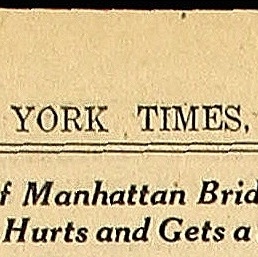 YORK TIMES,
f Manhattan Brid
Hurts and Gets a